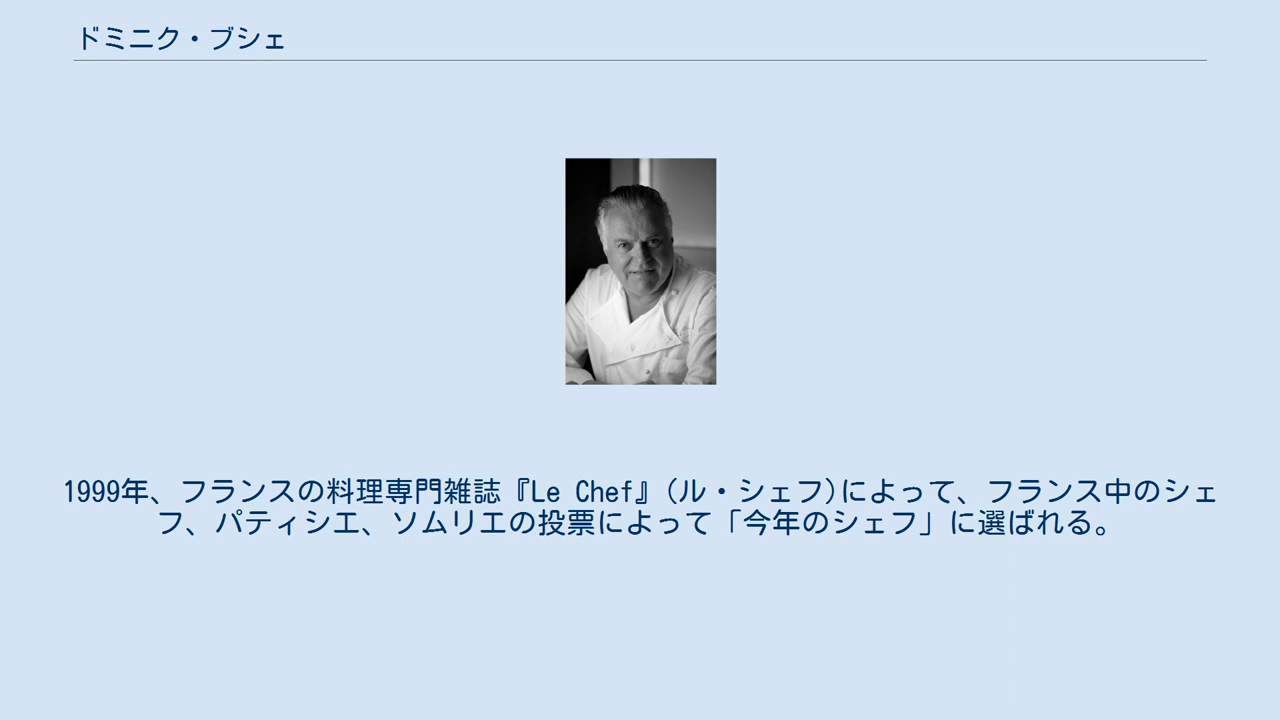 ドミニク・ブシェ
1999年、フランスの料理専門雑誌『Le Chef』(ル・シェフ)によって、フランス中のシェ
フ、パティシエ、ソムリエの投票によって「今年のシェフ」に選ばれる。